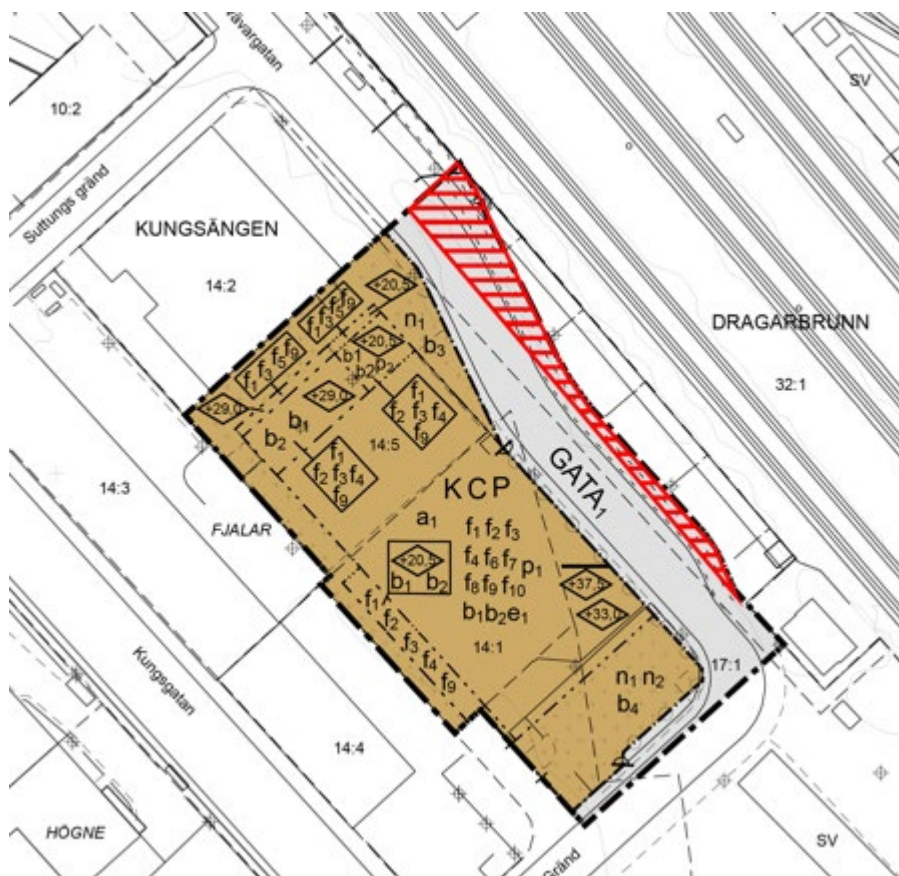 vävargatan
SV
10:2
Suttungs gränd
KUNGSÄNGEN
14:2
+20,5
f1 f3 f5 f9
n1
DRAGARBRUNN
+20,5
b3
f1 f3 f5 f9
b1
b2
32:1
+29,0
+29,0
f1
f2 f3 f4
f9
b1
b2
14:5
f1
f2 f3 f4
f9
GATA1
14:3
KCP
a1
f1 f2 f3
FJALAR
+20,5
f4 f6 f7 p1
b1 b2
f8 f9 f10
+37,5
b1b2e1
+33,0
f1
f2
f3
f4
f9
14:1
17:1
n1 n2
b4
Kungsgatan
14:4
HÖGNE
SV
Gränd